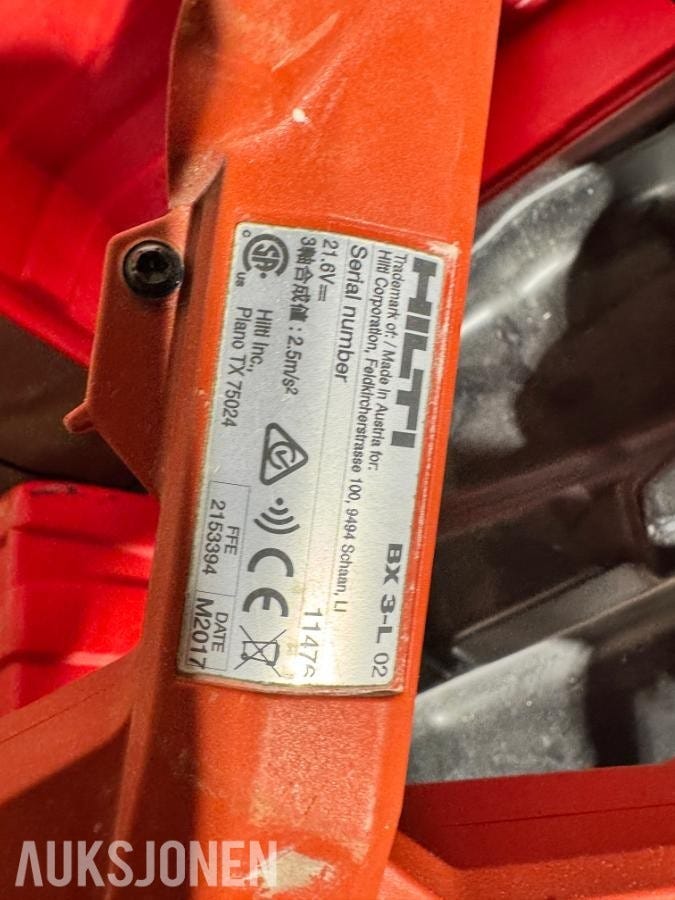 HILTI BX 3-L 02
Trademark of: / Made in Austria for:
Hilti Corporation, Feldkircherstrasse 100, 9494 Schaan, LI
Serial number 11476
21.6V
3軸合成値 : 2.5m/s²
Hilti Inc.,
Plano TX 75024
C US
CE
FFE DATE
2153394 M2017
AUKSJONEN